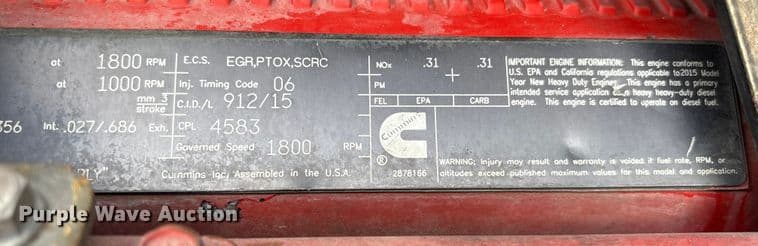 at 1800 RPM
at 1000 RPM
mm 3
stroke
356 Int. .027/.686 Exh.
RLY"
E.C.S. EGR,PTOX,SCRC
Inj. Timing Code 06
C.I.D./L 912/15
CPL 4583
Governed Speed 1800 RPM
Cummins Inc. Assembled in the U.S.A.
NOx .31 + .31
PM
FEL EPA CARB
Cummins
®
2878166
IMPORTANT ENGINE INFORMATION: This engine conforms to
U.S. EPA and California regulations applicable to 2015 Model
Year New Heavy Duty Engines. This engine has a primary
intended service application as a heavy heavy-duty diesel
engine. This engine is certified to operate on diesel fuel.
WARNING: Injury may result and warranty is voided if fuel rate, RPM, or
altitudes exceed published maximum values for this model and application.
Purple Wave Auction